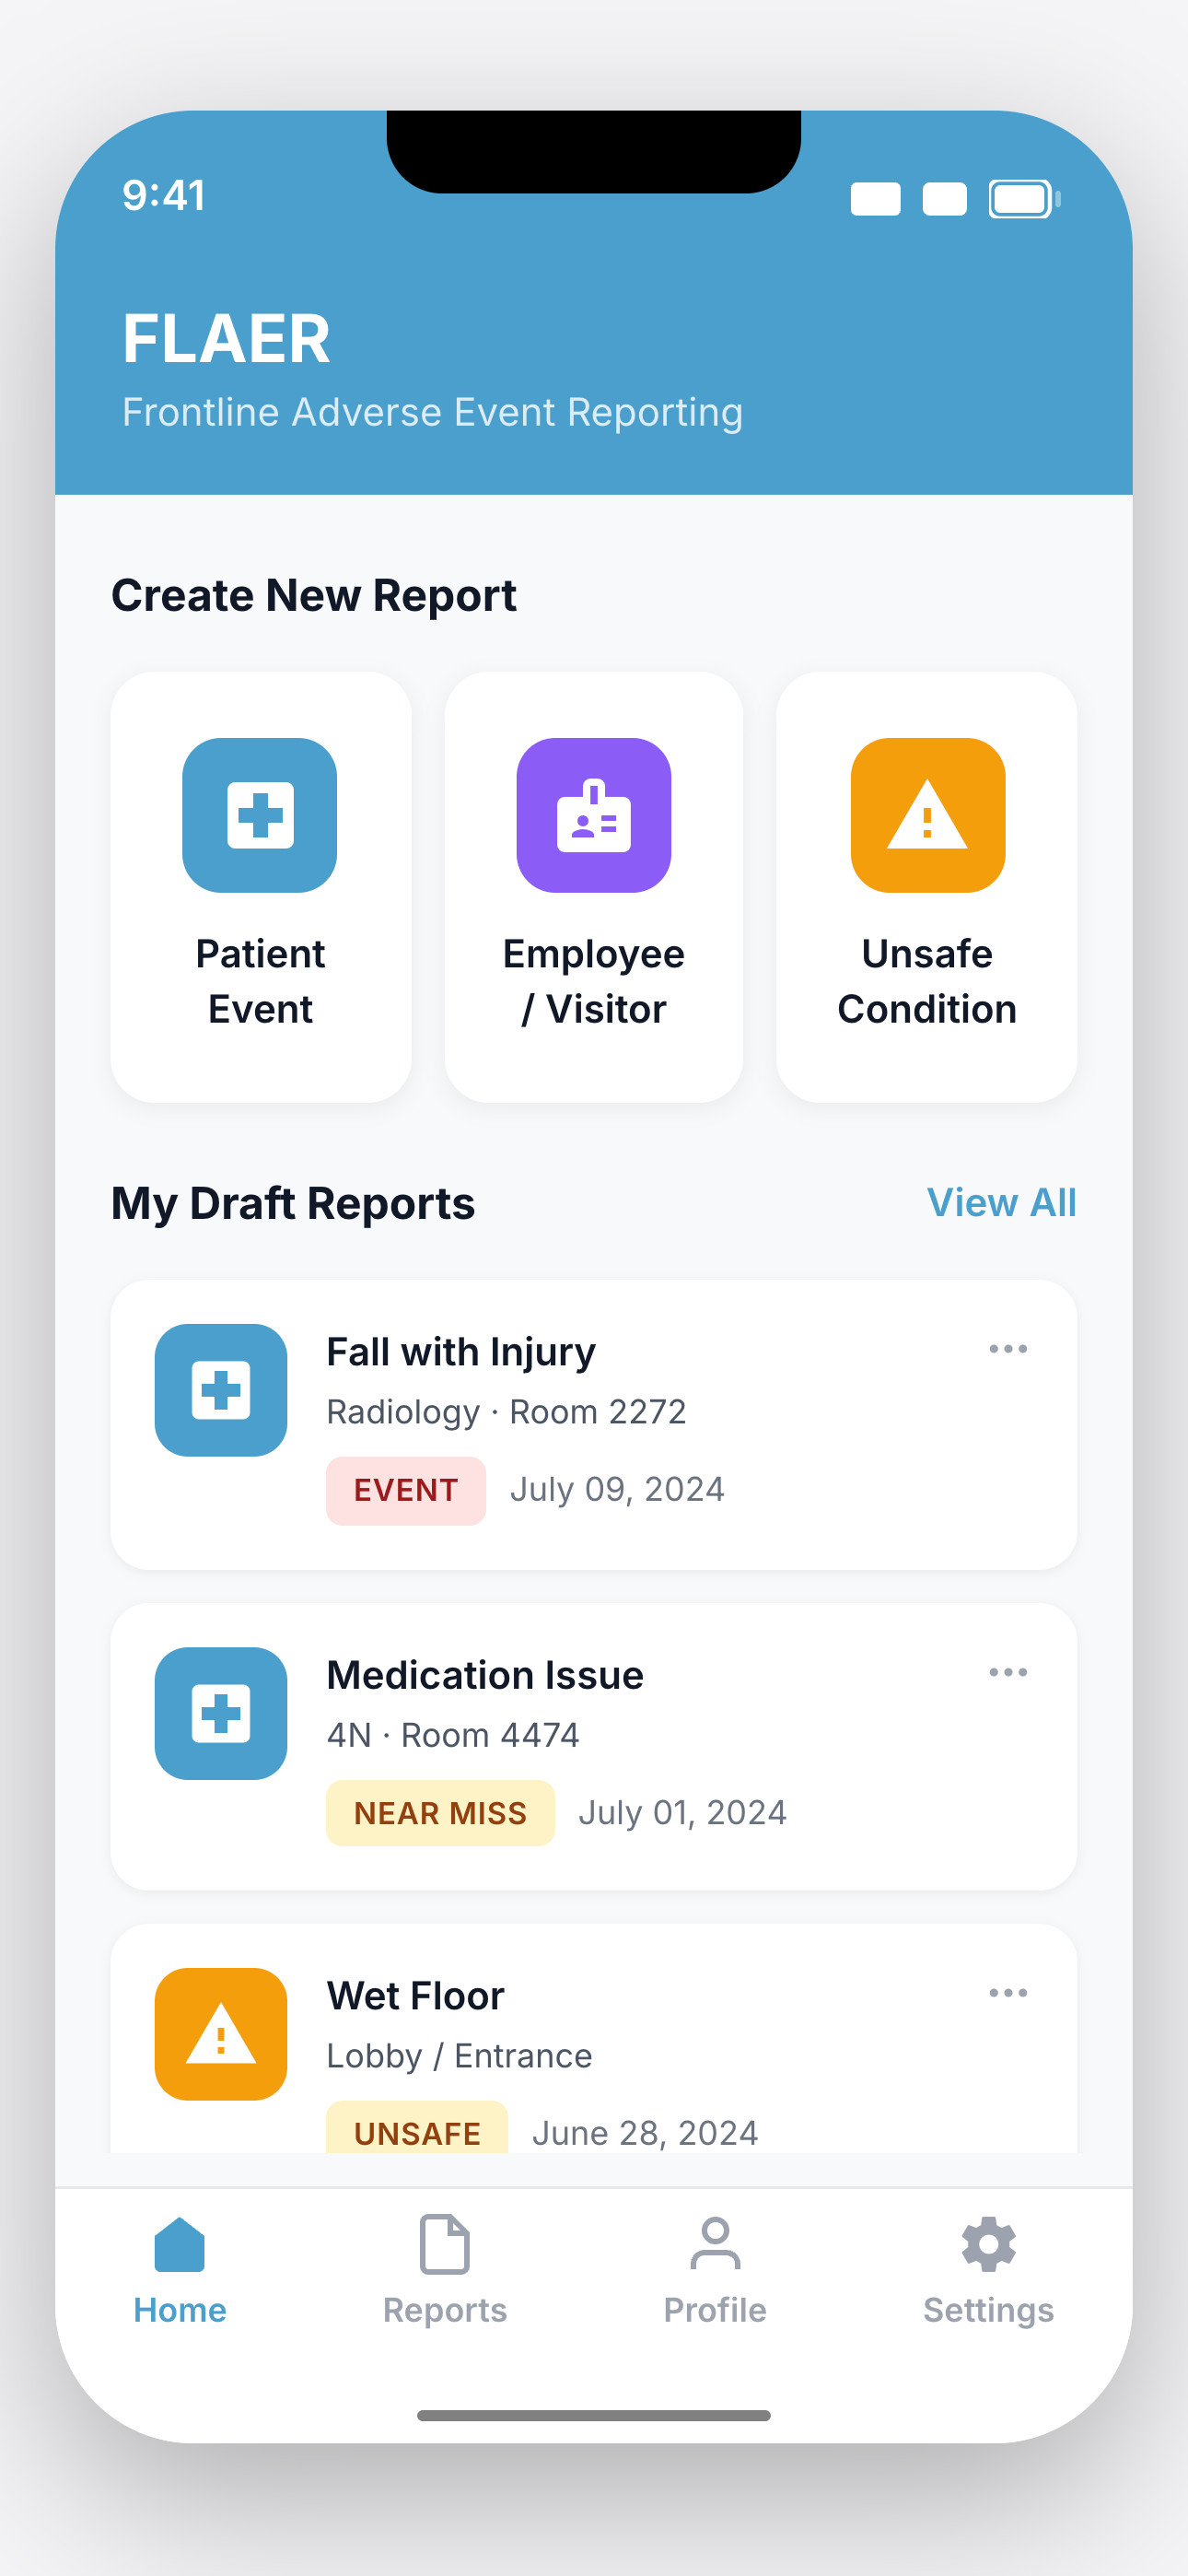 9:41
FLAER
Frontline Adverse Event Reporting
Create New Report
Patient
Event
Employee
/ Visitor
Unsafe
Condition
My Draft Reports
View All
Fall with Injury
Radiology · Room 2272
EVENT
July 09, 2024
Medication Issue
4N · Room 4474
NEAR MISS
July 01, 2024
Wet Floor
Lobby / Entrance
UNSAFE
June 28, 2024
Home
Reports
Profile
Settings